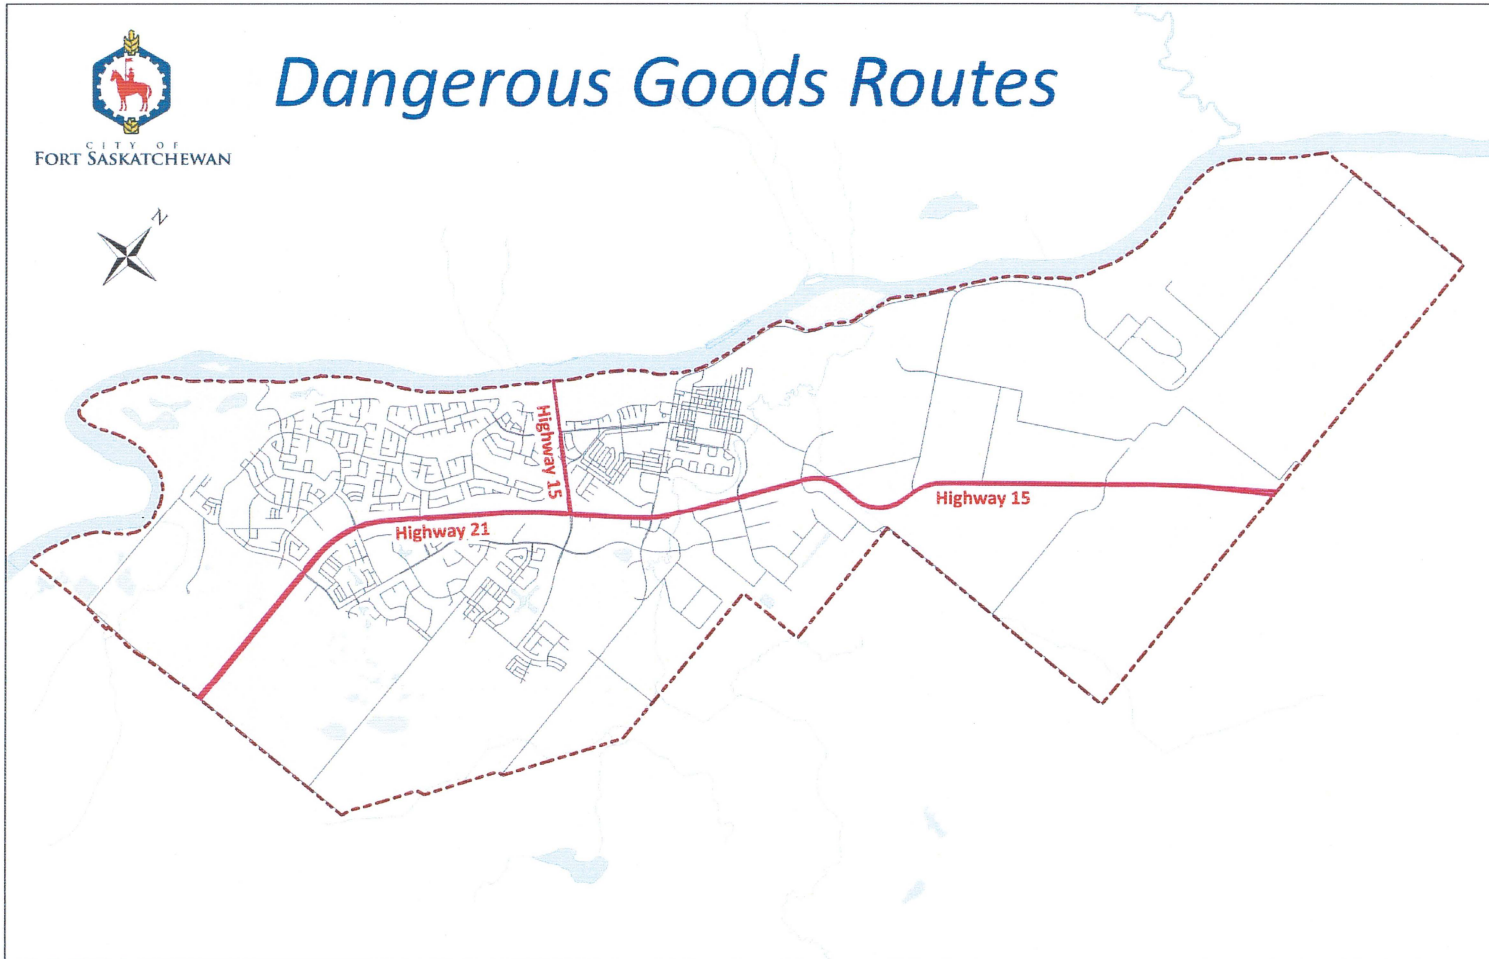 Dangerous Goods Routes
CITY OF
FORT SASKATCHEWAN
N
Highway 15
Highway 15
Highway 21